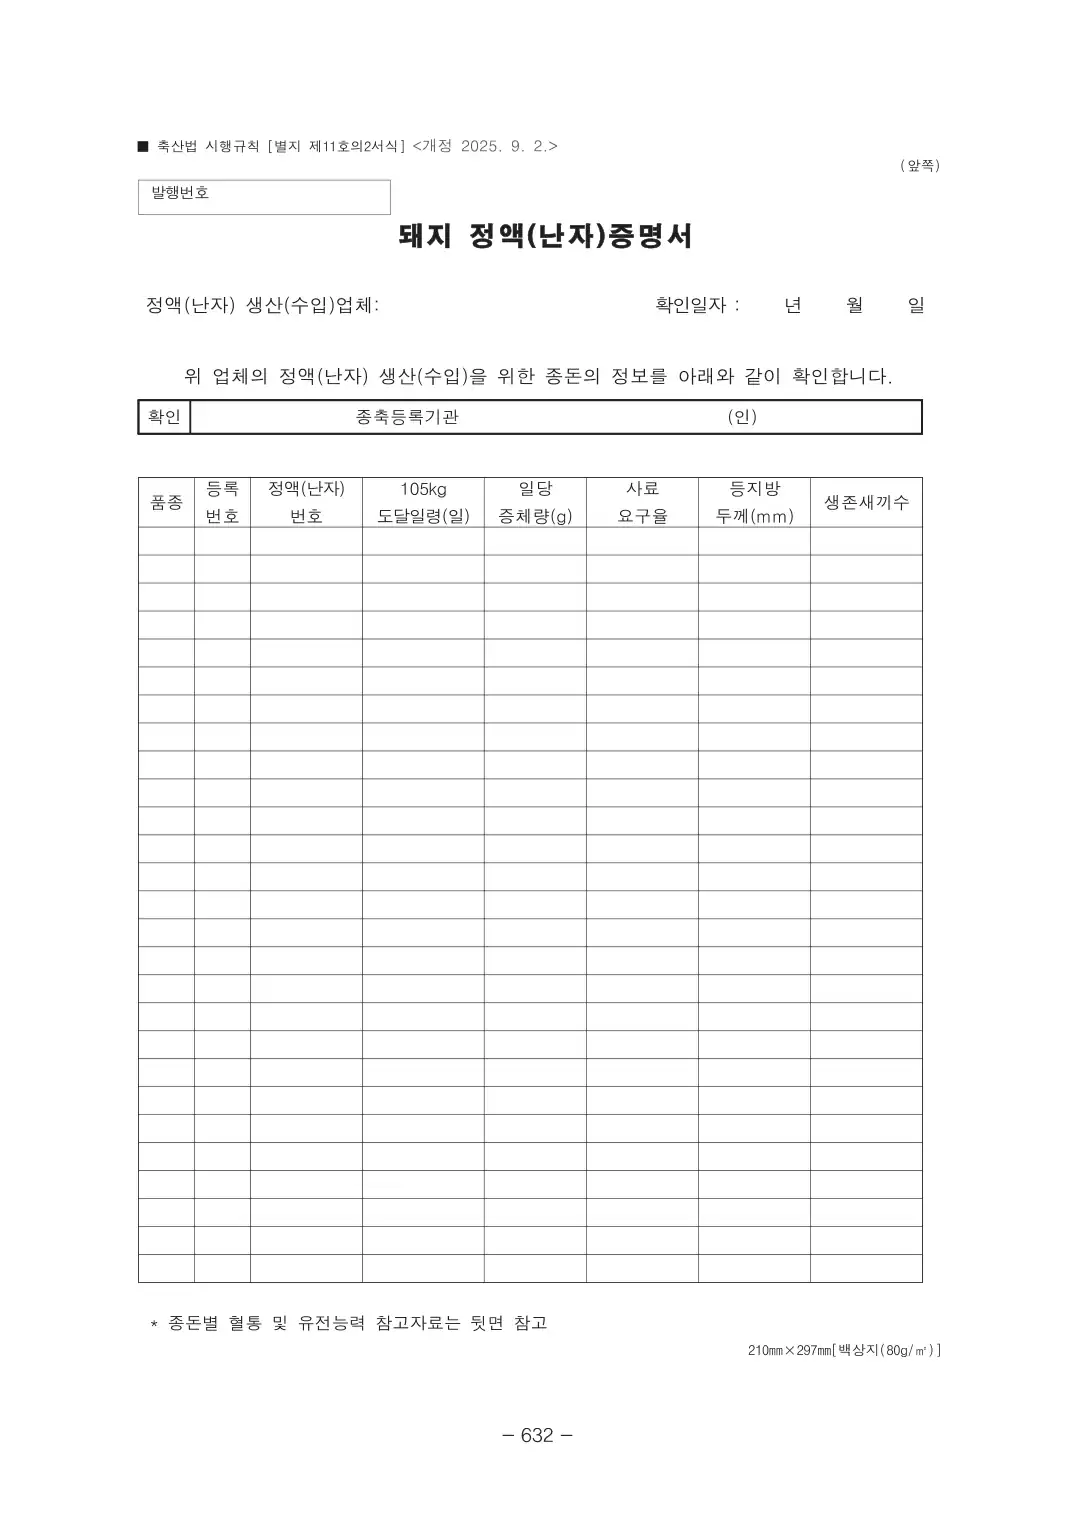 ■ 축산법 시행규칙 [별지 제11호의2서식] <개정 2025. 9. 2.>
(앞쪽)
발행번호
돼지 정액(난자)증명서
정액(난자) 생산(수입)업체: 확인일자 : 년 월 일
위 업체의 정액(난자) 생산(수입)을 위한 종돈의 정보를 아래와 같이 확인합니다.
확인 종축등록기관 (인)
품종 등록 번호 정액(난자) 번호 105kg 도달일령(일) 일당 증체량(g) 사료 요구율 등지방 두께(mm) 생존새끼수
* 종돈별 혈통 및 유전능력 참고자료는 뒷면 참고
210㎜×297㎜[백상지(80g/㎡)]
- 632 -